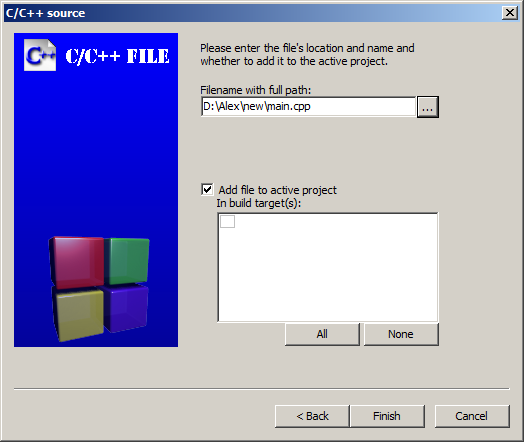 C/C++ source
C++
C/C++ FILE
Please enter the file's location and name and
whether to add it to the active project.
Filename with full path:
D:\Alex\new\main.cpp
...
Add file to active project
In build target(s):
All
None
< Back
Finish
Cancel